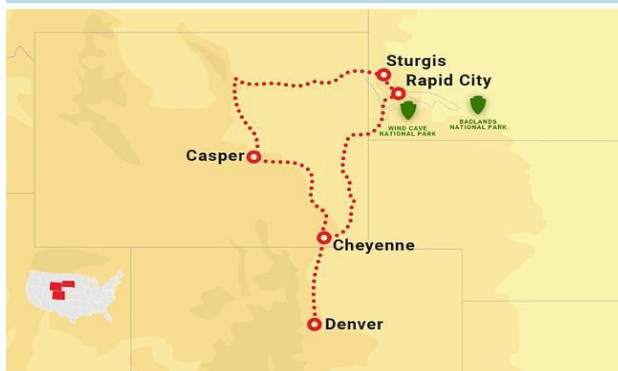 Sturgis
Rapid City
WIND CAVE
NATIONAL PARK
BADLANDS
NATIONAL PARK
Casper
Cheyenne
Denver